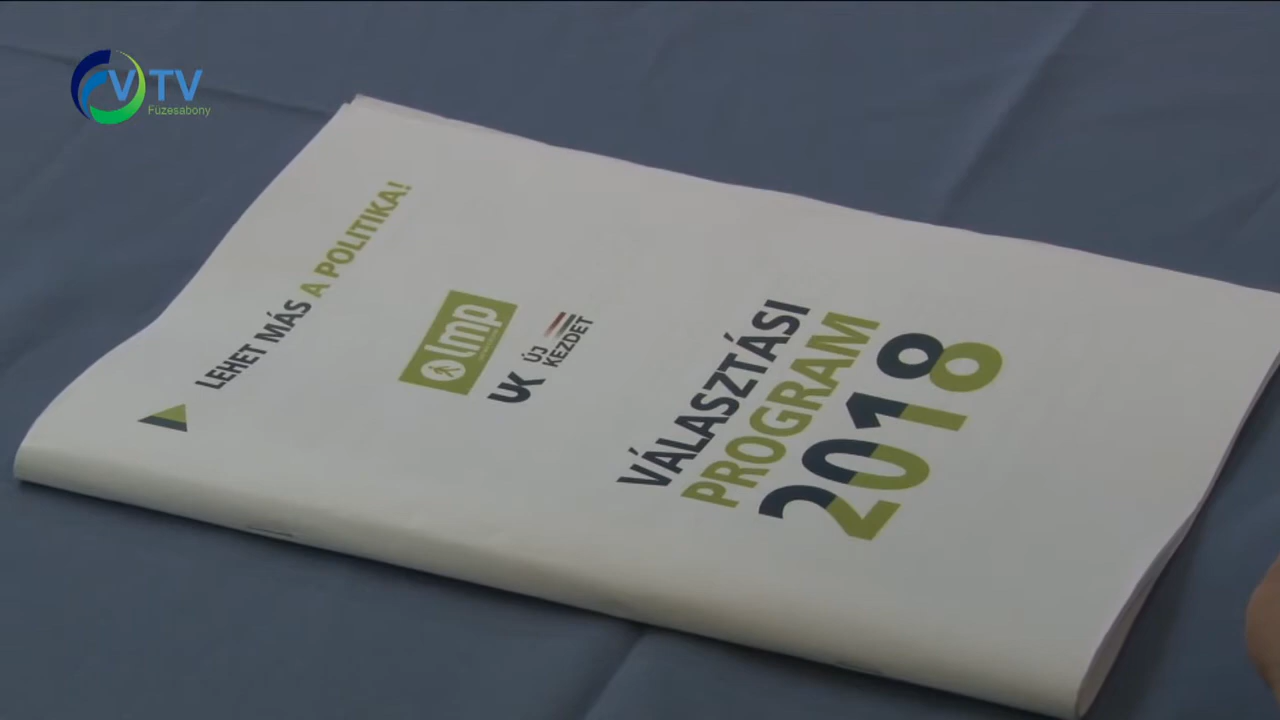 VTV
Füzesabony
LEHET MÁS A POLITIKA!
lmp
UK ÚJ
KEZDET
VÁLASZTÁSI
PROGRAM
2018